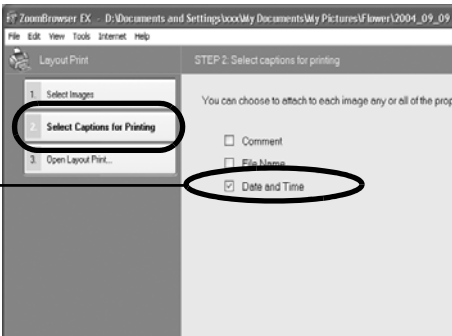 ZoomBrowser EX - D:\Documents and Settings\xxx\My Documents\My Pictures\Flower\2004_09_09
File Edit View Tools Internet Help
Layout Print
STEP 2: Select captions for printing
1. Select Images
2. Select Captions for Printing
3. Open Layout Print...
You can choose to attach to each image any or all of the prop
Comment
File Name
Date and Time